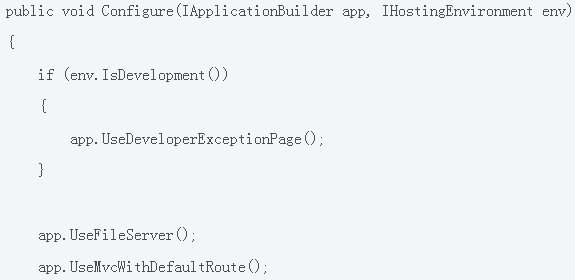 public void Configure(IApplicationBuilder app, IHostingEnvironment env)
{
    if (env.IsDevelopment())
    {
        app.UseDeveloperExceptionPage();
    }

    app.UseFileServer();
    app.UseMvcWithDefaultRoute();